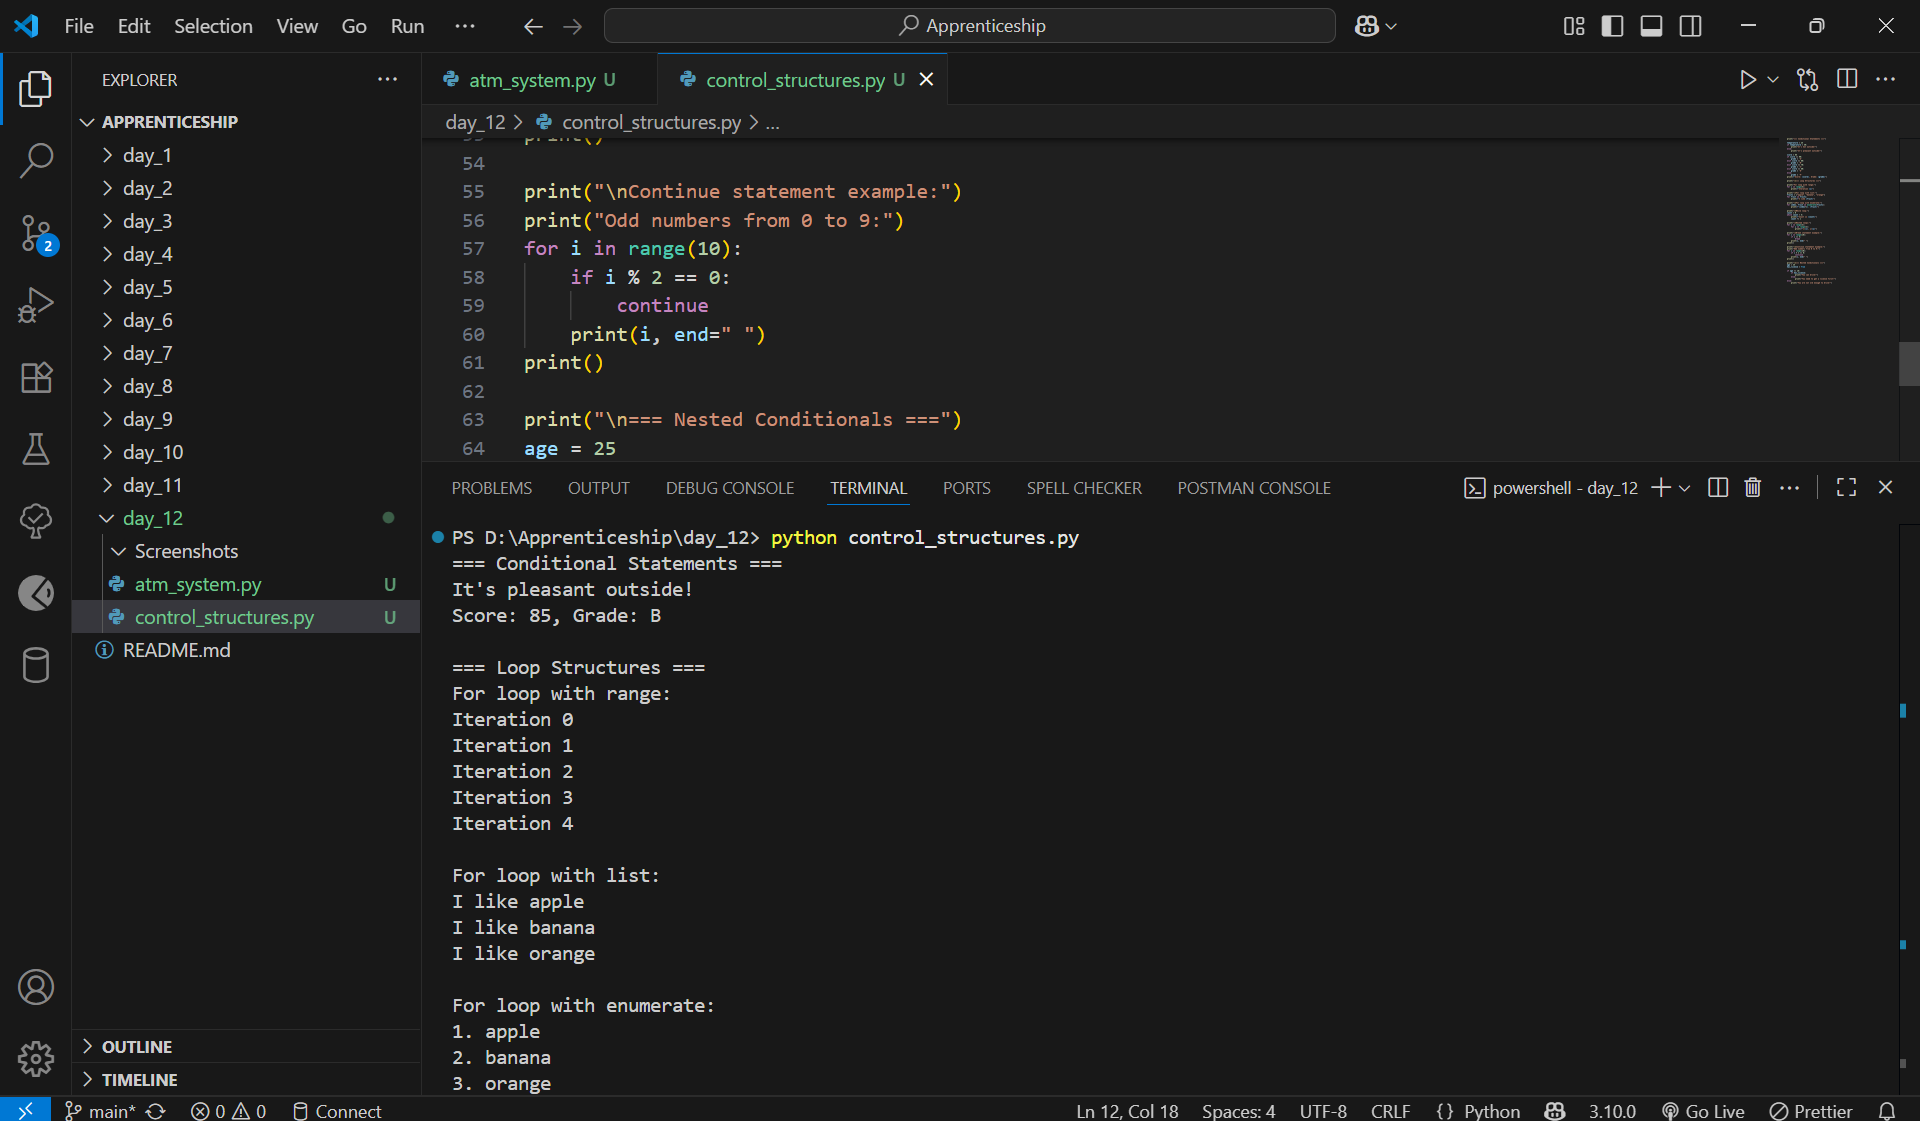 File Edit Selection View Go Run ··· Apprenticeship
EXPLORER
APPRENTICESHIP
day_1
day_2
day_3
day_4
day_5
day_6
day_7
day_8
day_9
day_10
day_11
day_12
Screenshots
atm_system.py U
control_structures.py U
README.md
OUTLINE
TIMELINE
atm_system.py U control_structures.py U
day_12 > control_structures.py > ...
53 print()
54
55 print("\nContinue statement example:")
56 print("Odd numbers from 0 to 9:")
57 for i in range(10):
58 if i % 2 == 0:
59 continue
60 print(i, end=" ")
61 print()
62
63 print("\n=== Nested Conditionals ===")
64 age = 25
PROBLEMS OUTPUT DEBUG CONSOLE TERMINAL PORTS SPELL CHECKER POSTMAN CONSOLE powershell - day_12
PS D:\Apprenticeship\day_12> python control_structures.py
=== Conditional Statements ===
It's pleasant outside!
Score: 85, Grade: B
=== Loop Structures ===
For loop with range:
Iteration 0
Iteration 1
Iteration 2
Iteration 3
Iteration 4
For loop with list:
I like apple
I like banana
I like orange
For loop with enumerate:
1. apple
2. banana
3. orange
2
main* 0 0 Connect Ln 12, Col 18 Spaces: 4 UTF-8 CRLF {} Python 3.10.0 Go Live Prettier